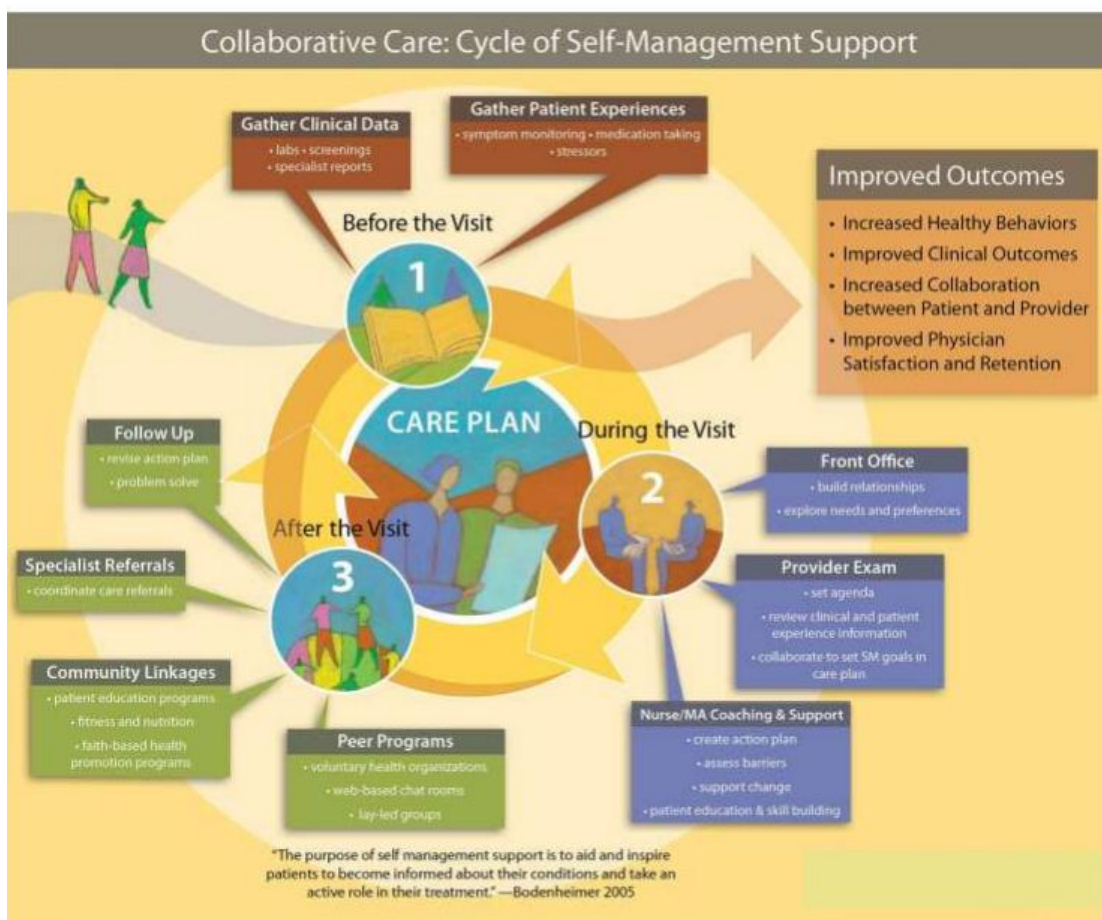 Collaborative Care: Cycle of Self-Management Support
Gather Clinical Data
• labs • screenings
• specialist reports
Gather Patient Experiences
• symptom monitoring • medication taking
• stressors
Before the Visit
1
Improved Outcomes
• Increased Healthy Behaviors
• Improved Clinical Outcomes
• Increased Collaboration
between Patient and Provider
• Improved Physician
Satisfaction and Retention
CARE PLAN
During the Visit
2
Front Office
• build relationships
• explore needs and preferences
Provider Exam
• set agenda
• review clinical and patient
experience information
• collaborate to set SM goals in
care plan
Nurse/MA Coaching & Support
• create action plan
• assess barriers
• support change
• patient education & skill building
After the Visit
3
Follow Up
• revise action plan
• problem solve
Specialist Referrals
• coordinate care referrals
Community Linkages
• patient education programs
• fitness and nutrition
• faith-based health
promotion programs
Peer Programs
• voluntary health organizations
• web-based chat rooms
• lay-led groups
"The purpose of self management support is to aid and inspire
patients to become informed about their conditions and take an
active role in their treatment." —Bodenheimer 2005